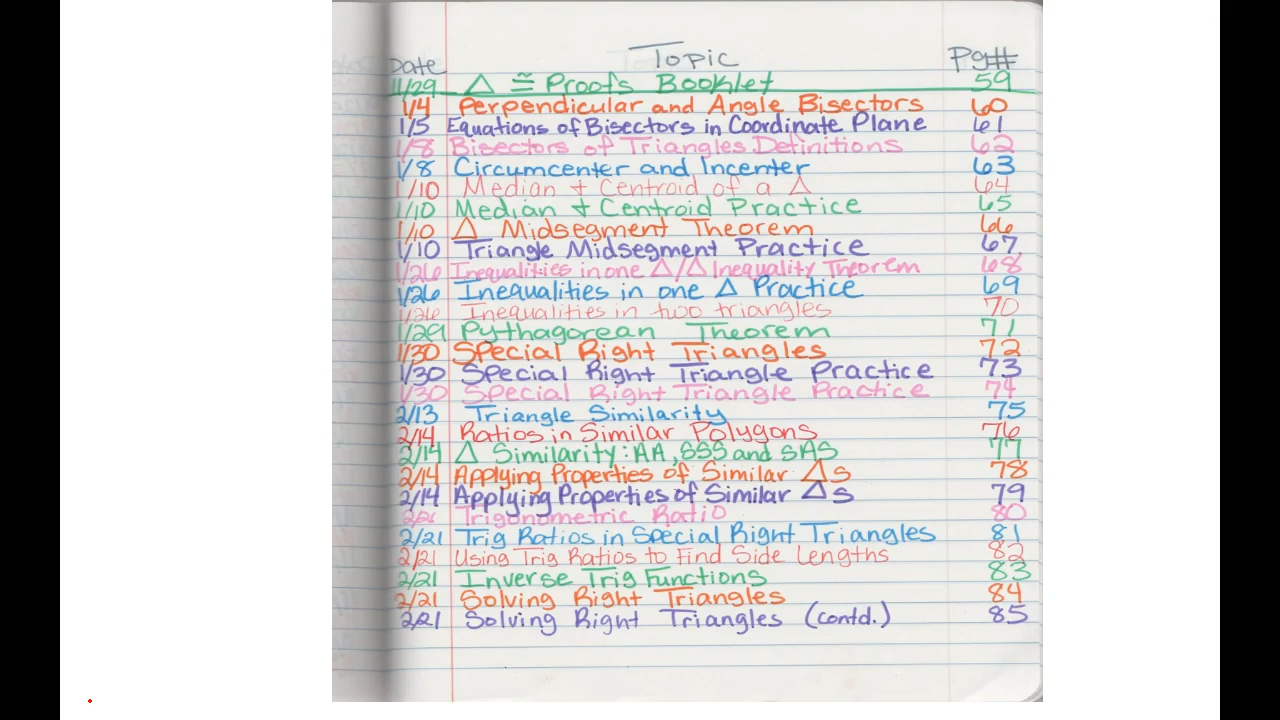 Date Topic Pg#
11/29 △ ≅ Proofs Booklet 59
1/4 Perpendicular and Angle Bisectors 60
1/5 Equations of Bisectors in Coordinate Plane 61
1/8 Bisectors of Triangles Definitions 62
1/8 Circumcenter and Incenter 63
1/10 Median + Centroid of a △ 64
1/10 Median + Centroid Practice 65
1/10 △ Midsegment Theorem 66
1/10 Triangle Midsegment Practice 67
1/26 Inequalities in one △/△ Inequality Theorem 68
1/26 Inequalities in one △ Practice 69
1/26 Inequalities in two triangles 70
1/29 Pythagorean Theorem 71
1/30 Special Right Triangles 72
1/30 Special Right Triangle Practice 73
1/30 Special Right Triangle Practice 74
2/13 Triangle Similarity 75
2/14 Ratios in Similar Polygons 76
2/14 △ Similarity: AA, SSS and SAS 77
2/14 Applying Properties of Similar △s 78
2/14 Applying Properties of Similar △s 79
Trigonometric Ratio 80
2/21 Trig Ratios in Special Right Triangles 81
2/21 Using Trig Ratios to Find Side Lengths 82
2/21 Inverse Trig Functions 83
2/21 Solving Right Triangles 84
2/21 Solving Right Triangles (contd.) 85